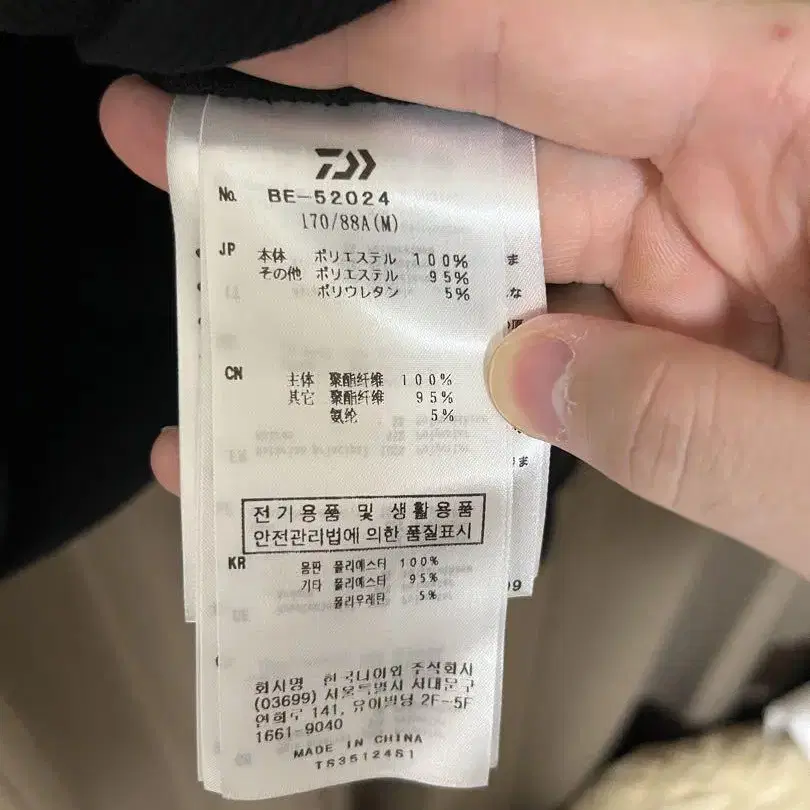 No. BE-52024
170/88A(M)
JP 本体 ポリエステル 100%
その他 ポリエステル 95%
ポリウレタン 5%
CN 主体 聚酯纤维 100%
其它 聚酯纤维 95%
氨纶 5%
전기용품 및 생활용품
안전관리법에 의한 품질표시
KR 몸판 폴리에스터 100%
기타 폴리에스터 95%
폴리우레탄 5%
회사명 한국다이와 주식회사
(03699) 서울특별시 서대문구
연희로 141, 유이빌딩 2F-5F
1661-9040
MADE IN CHINA
TS35124S1